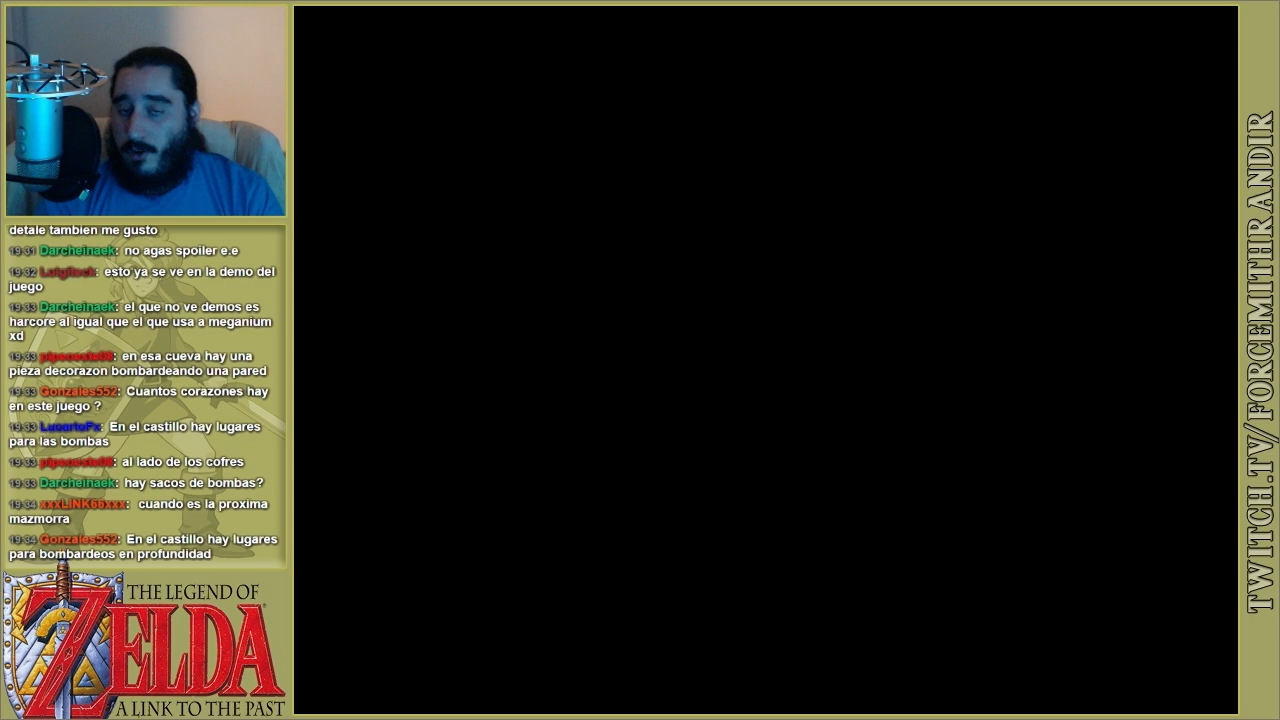 detale tambien me gusto
19:31 Darcheinaek: no agas spoiler e.e
19:32 esto ya se ve en la demo del
juego
19:33 Darcheinaek: el que no ve demos es
harcore al igual que el que usa a meganium
xd
19:33 en esa cueva hay una
pieza decorazon bombardeando una pared
19:33 Gonzales552: Cuantos corazones hay
en este juego ?
19:33 En el castillo hay lugares
para las bombas
19:33 al lado de los cofres
19:33 Darcheinaek: hay sacos de bombas?
19:34 xxxLINK66xxx: cuando es la proxima
mazmorra
19:34 Gonzales552: En el castillo hay lugares
para bombardeos en profundidad
THE LEGEND OF
ZELDA
A LINK TO THE PAST
TWITCH.TV/FORCEMITHRANDIR